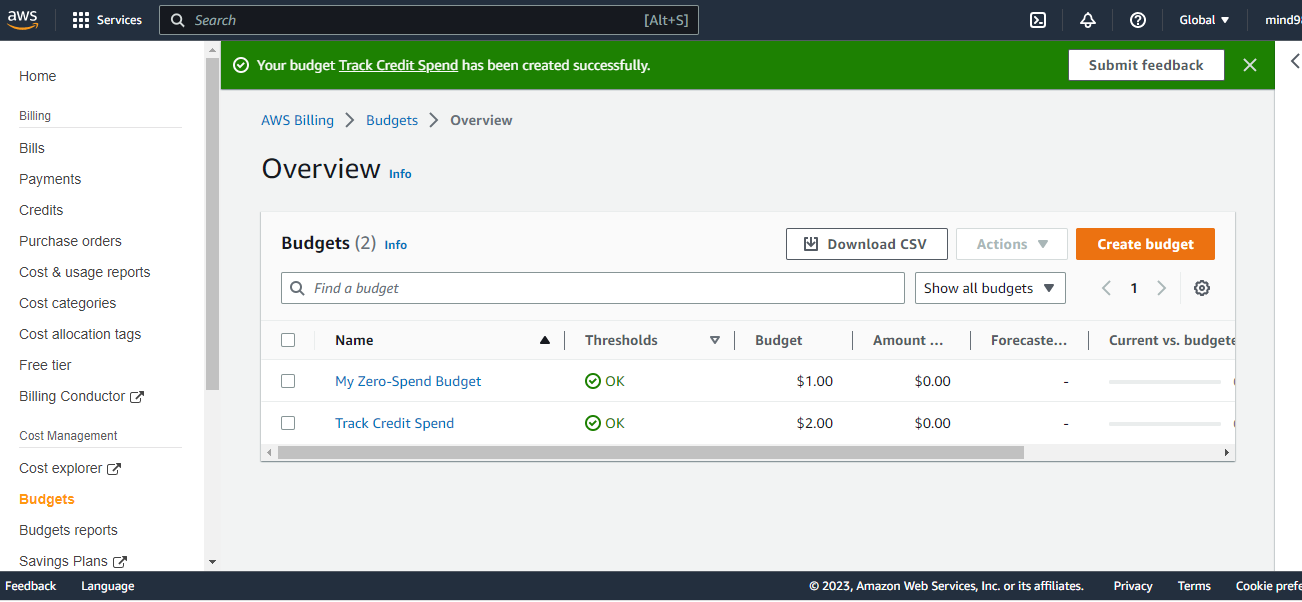 aws Services Search [Alt+S] Global mind9
Your budget Track Credit Spend has been created successfully. Submit feedback
Home
Billing
Bills
Payments
Credits
Purchase orders
Cost & usage reports
Cost categories
Cost allocation tags
Free tier
Billing Conductor
Cost Management
Cost explorer
Budgets
Budgets reports
Savings Plans
AWS Billing Budgets Overview
Overview Info
Budgets (2) Info Download CSV Actions Create budget
Find a budget Show all budgets 1
Name Thresholds Budget Amount ... Forecaste... Current vs. budgete
My Zero-Spend Budget OK $1.00 $0.00 -
Track Credit Spend OK $2.00 $0.00 -
Feedback Language © 2023, Amazon Web Services, Inc. or its affiliates. Privacy Terms Cookie prefe